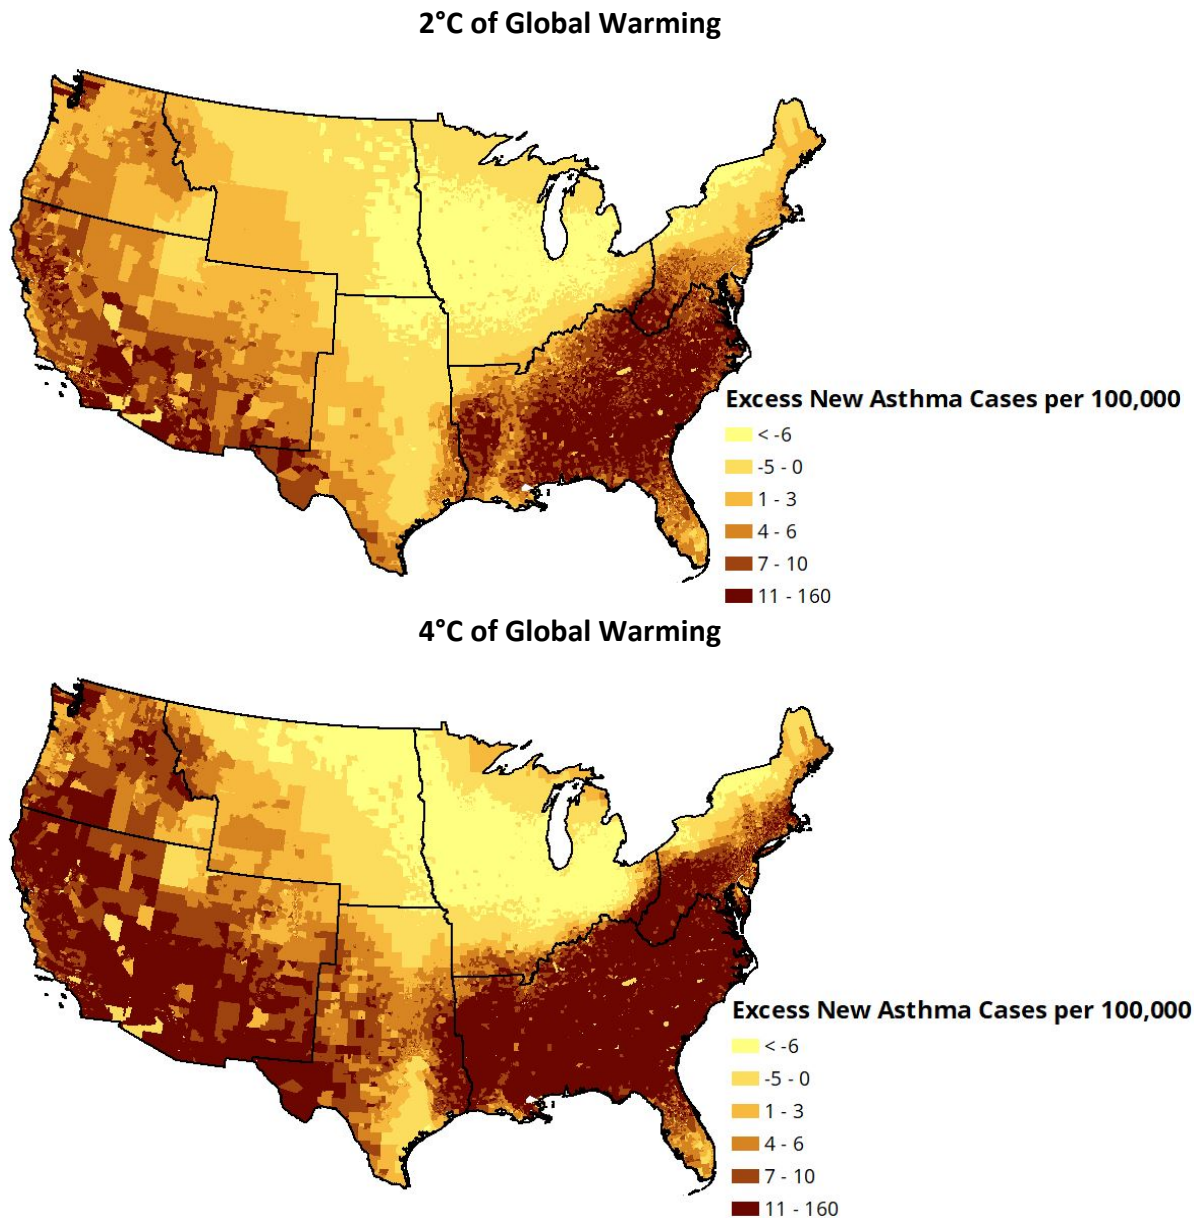 2°C of Global Warming
Excess New Asthma Cases per 100,000
< -6
-5 - 0
1 - 3
4 - 6
7 - 10
11 - 160
4°C of Global Warming
Excess New Asthma Cases per 100,000
< -6
-5 - 0
1 - 3
4 - 6
7 - 10
11 - 160